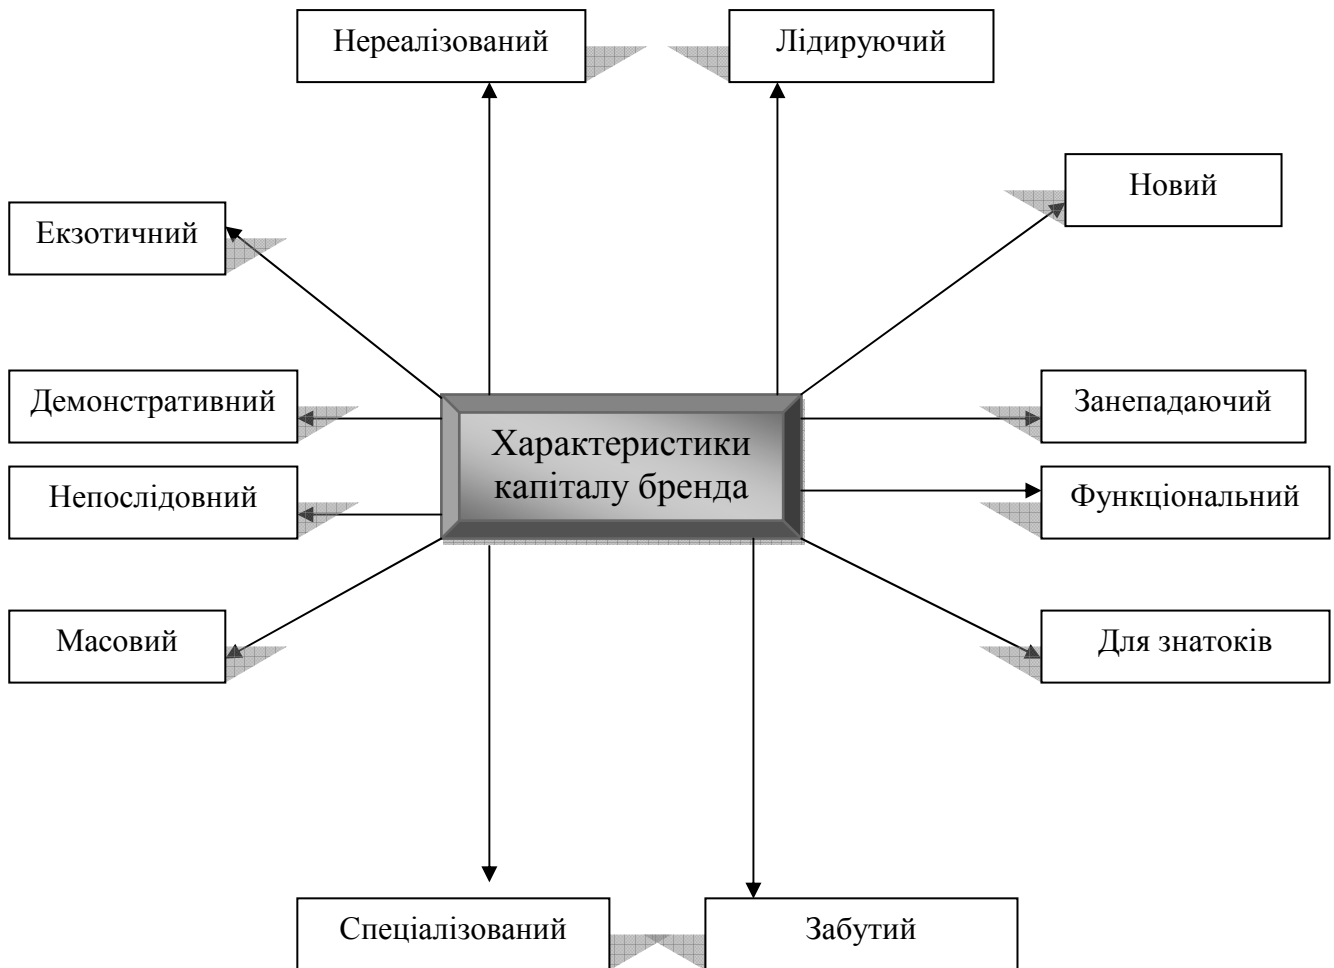 Нереалізований
Лідируючий
Новий
Екзотичний
Демонстративний
Занепадаючий
Характеристики
капіталу бренда
Непослідовний
Функціональний
Масовий
Для знатоків
Спеціалізований
Забутий